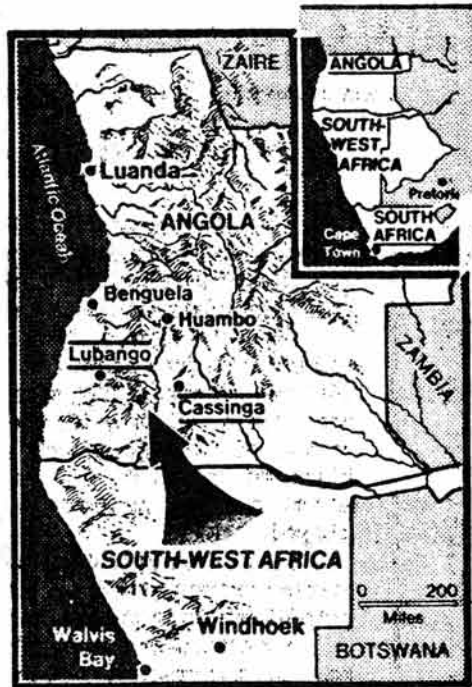 ZAIRE
Atlantic Ocean
Luanda
ANGOLA
Benguela
Huambo
Lubango
Cassinga
ZAMBIA
SOUTH-WEST AFRICA
Windhoek
Walvis
Bay
0 200
Miles
BOTSWANA
ANGOLA
SOUTH-
WEST
AFRICA
Pretoria
SOUTH
AFRICA
Cape
Town